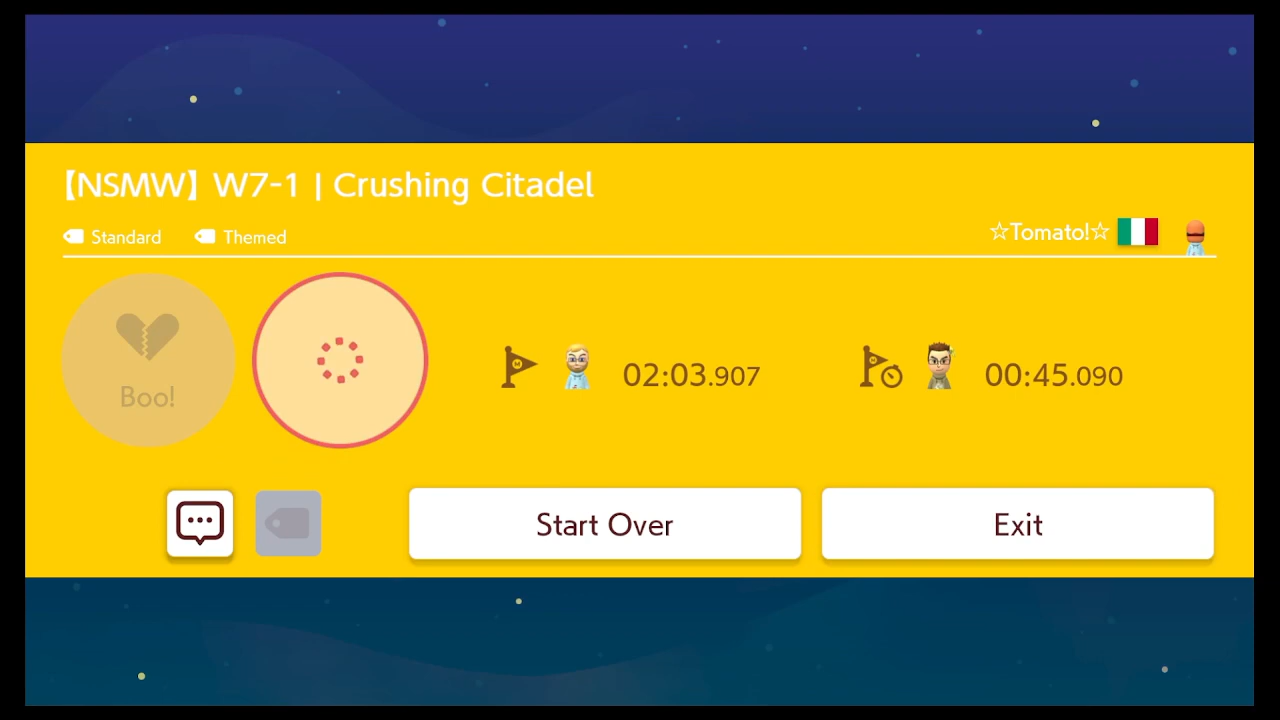 【NSMW】 W7-1 | Crushing Citadel
Standard Themed
☆Tomato!☆
Boo!
M 02:03.907
M 00:45.090
Start Over
Exit